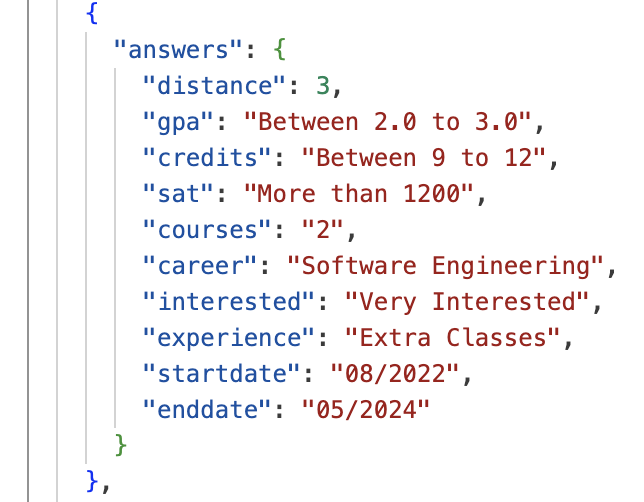 {
"answers": {
"distance": 3,
"gpa": "Between 2.0 to 3.0",
"credits": "Between 9 to 12",
"sat": "More than 1200",
"courses": "2",
"career": "Software Engineering",
"interested": "Very Interested",
"experience": "Extra Classes",
"startdate": "08/2022",
"enddate": "05/2024"
}
},